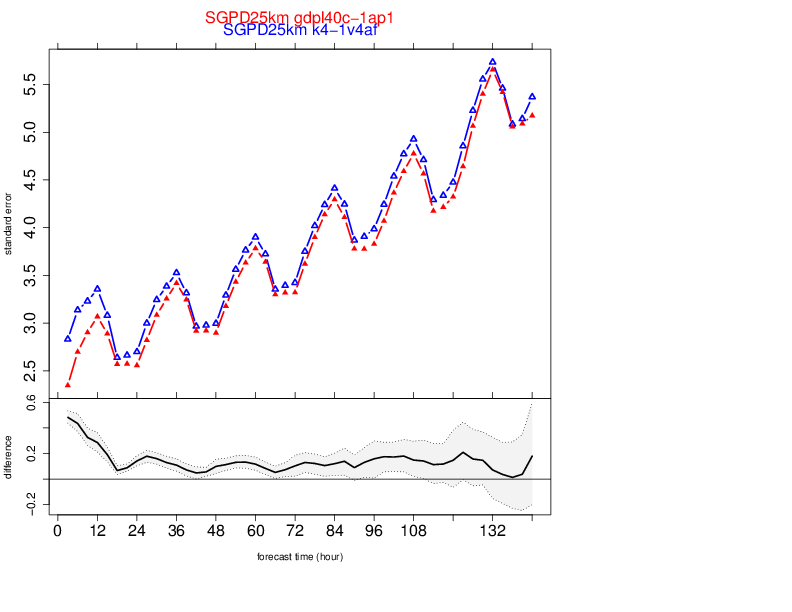 SGPD25km gdpl40c−1ap1
SGPD25km k4−1v4af
standard error
5.5
5.0
4.5
4.0
3.5
3.0
2.5
difference
0.6
0.2
−0.2
0 12 24 36 48 60 72 84 96 108 132
forecast time (hour)